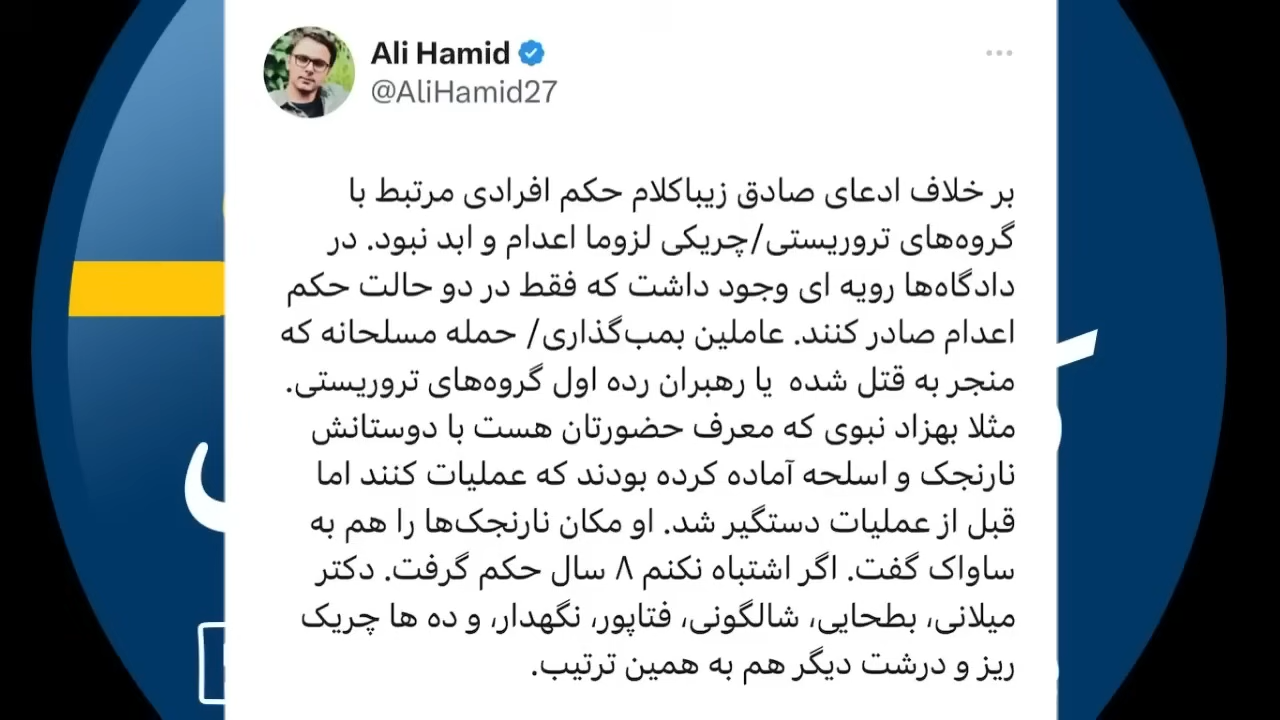 Ali Hamid
@AliHamid27
بر خلاف ادعای صادق زیباکلام حکم افرادی مرتبط با
گروه‌های تروریستی/چریکی لزوما اعدام و ابد نبود. در
دادگاه‌ها رویه ای وجود داشت که فقط در دو حالت حکم
اعدام صادر کنند. عاملین بمب‌گذاری/ حمله مسلحانه که
منجر به قتل شده یا رهبران رده اول گروه‌های تروریستی.
مثلا بهزاد نبوی که معرف حضورتان هست با دوستانش
نارنجک و اسلحه آماده کرده بودند که عملیات کنند اما
قبل از عملیات دستگیر شد. او مکان نارنجک‌ها را هم به
ساواک گفت. اگر اشتباه نکنم ۸ سال حکم گرفت. دکتر
میلانی، بطحایی، شالگونی، فتاپور، نگهدار، و ده ها چریک
ریز و درشت دیگر هم به همین ترتیب.